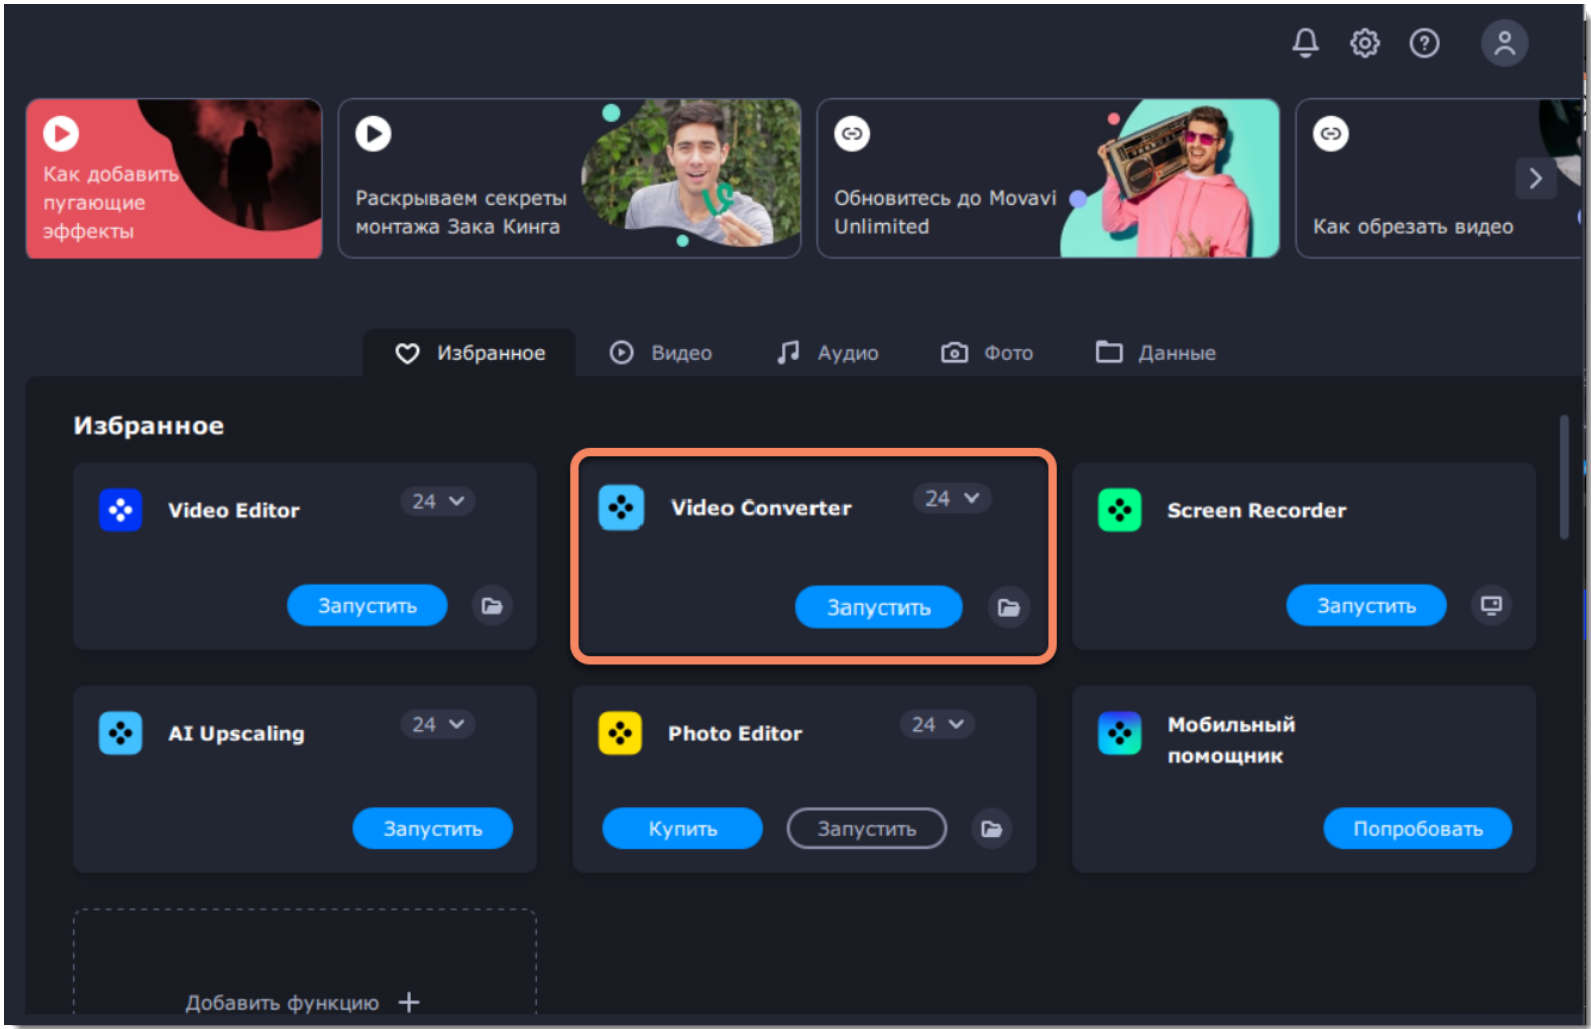 Как добавить
пугающие
эффекты
Раскрываем секреты
монтажа Зака Кинга
Обновитесь до Movavi
Unlimited
Как обрезать видео
Избранное
Видео
Аудио
Фото
Данные
Избранное
Video Editor
24
Запустить
Video Converter
24
Запустить
Screen Recorder
Запустить
AI Upscaling
24
Запустить
Photo Editor
24
Купить
Запустить
Мобильный
помощник
Попробовать
Добавить функцию